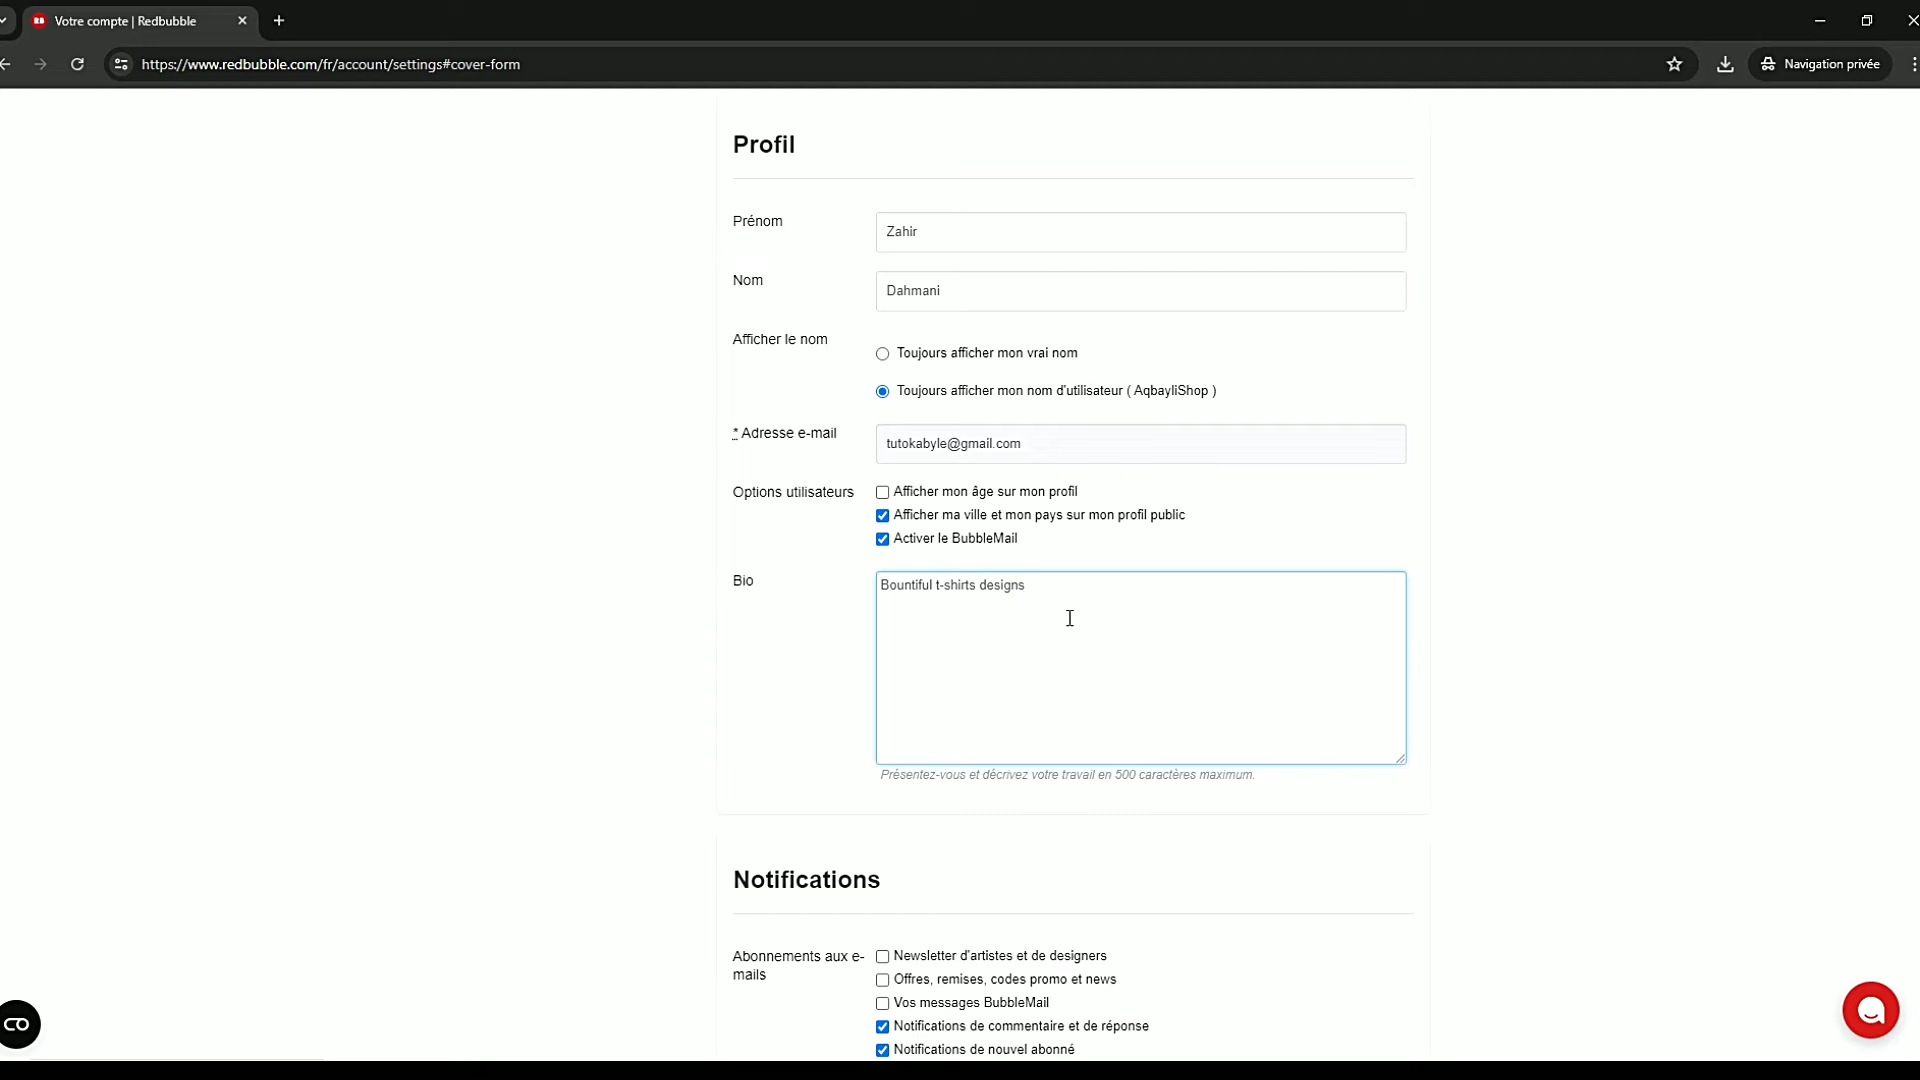 Votre compte | Redbubble
https://www.redbubble.com/fr/account/settings#cover-form
Navigation privée
Profil
Prénom
Zahir
Nom
Dahmani
Afficher le nom
Toujours afficher mon vrai nom
Toujours afficher mon nom d'utilisateur ( AqbayliShop )
* Adresse e-mail
tutokabyle@gmail.com
Options utilisateurs
Afficher mon âge sur mon profil
Afficher ma ville et mon pays sur mon profil public
Activer le BubbleMail
Bio
Bountiful t-shirts designs
Présentez-vous et décrivez votre travail en 500 caractères maximum.
Notifications
Abonnements aux e-
mails
Newsletter d'artistes et de designers
Offres, remises, codes promo et news
Vos messages BubbleMail
Notifications de commentaire et de réponse
Notifications de nouvel abonné